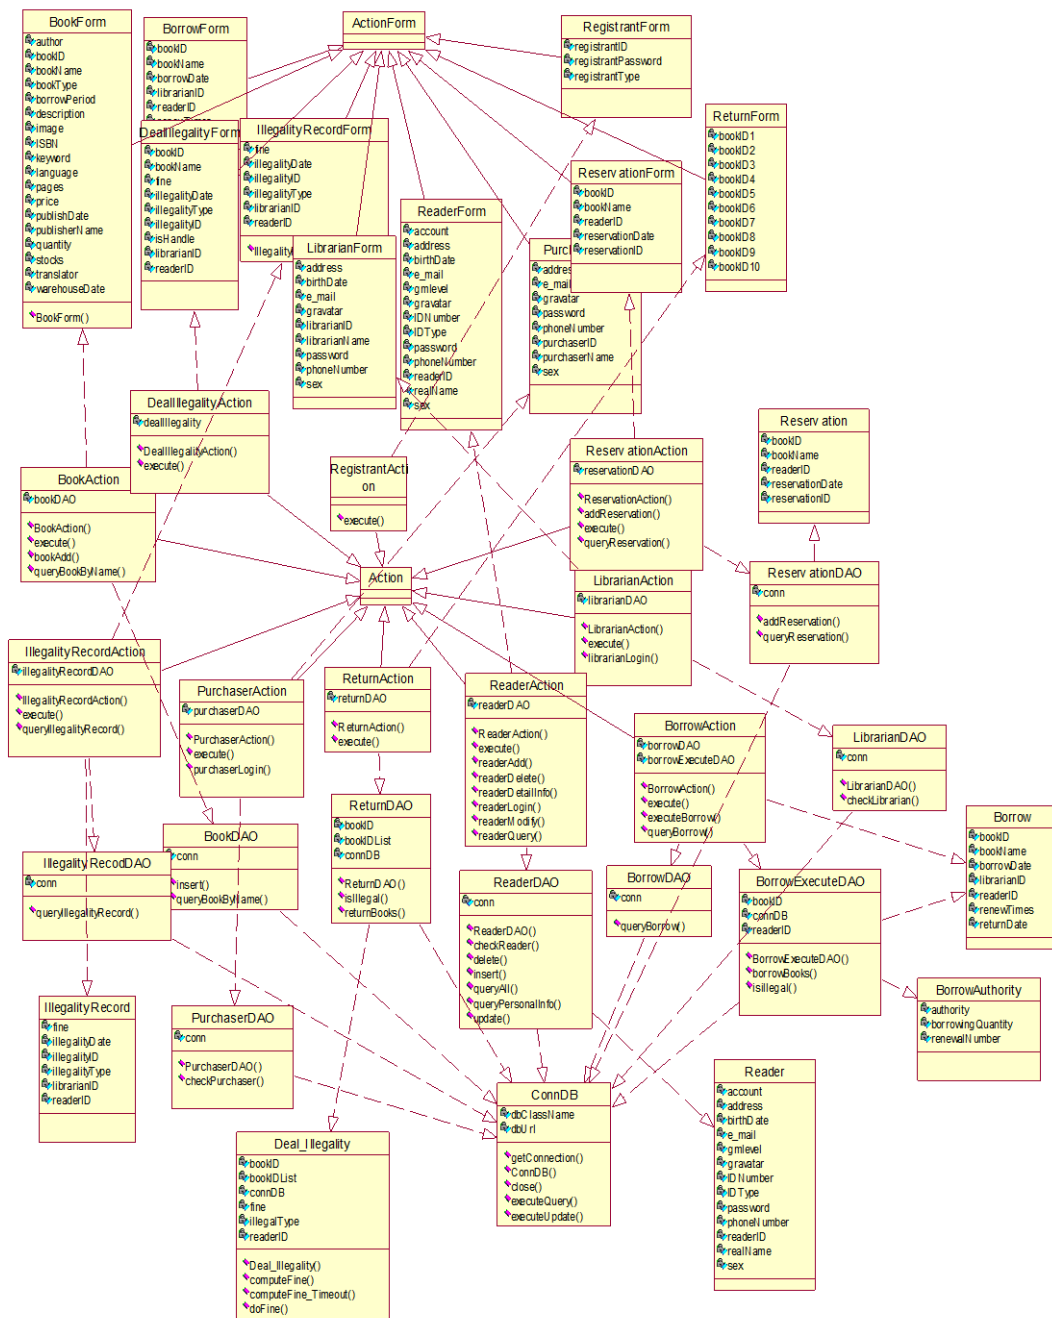 BookForm
author
bookID
bookName
bookType
borrowPeriod
description
image
ISBN
keyword
language
pages
price
publishDate
publisherName
quantity
stocks
translator
warehouseDate
BookForm()
BorrowForm
bookID
bookName
borrowDate
librarianID
readerID
ActionForm
RegistrantForm
registrantID
registrantPassword
registrantType
ReturnForm
bookID1
bookID2
bookID3
bookID4
bookID5
bookID6
bookID7
bookID8
bookID9
bookID10
DealIllegalityForm
bookID
bookName
fine
illegalityDate
illegalityType
illegalityID
isHandle
librarianID
readerID
IllegalityRecordForm
fine
illegalityDate
illegalityID
illegalityType
librarianID
readerID
LibrarianForm
address
birthDate
e_mail
gravatar
librarianID
librarianName
password
phoneNumber
sex
ReaderForm
account
address
birthDate
e_mail
gmlevel
gravatar
IDNumber
IDType
password
phoneNumber
readerID
realName
sex
e_mail
gravatar
password
phoneNumber
purchaserID
purchaserName
sex
ReservationForm
bookID
bookName
readerID
reservationDate
reservationID
DealIllegalityAction
dealIllegality
DealIllegalityAction()
execute()
BookAction
bookDAO
BookAction()
execute()
bookAdd()
queryBookByName()
RegistrantActi
on
execute()
ReservationAction
reservationDAO
ReservationAction()
addReservation()
execute()
queryReservation()
Reservation
bookID
bookName
readerID
reservationDate
reservationID
Action
LibrarianAction
librarianDAO
LibrarianAction()
execute()
librarianLogin()
ReservationDAO
conn
addReservation()
queryReservation()
IllegalityRecordAction
illegalityRecordDAO
IllegalityRecordAction()
execute()
queryIllegalityRecord()
PurchaserAction
purchaserDAO
PurchaserAction()
execute()
purchaserLogin()
ReturnAction
returnDAO
ReturnAction()
execute()
ReaderAction
readerDAO
ReaderAction()
execute()
readerAdd()
readerDelete()
readerDetailInfo()
readerLogin()
readerModify()
readerQuery()
BorrowAction
borrowDAO
borrowExecuteDAO
BorrowAction()
execute()
executeBorrow()
queryBorrow()
LibrarianDAO
conn
LibrarianDAO()
checkLibrarian()
Borrow
bookID
bookName
borrowDate
librarianID
readerID
renewTimes
returnDate
BookDAO
conn
insert()
queryBookByName()
IllegalityRecodDAO
conn
queryIllegalityRecord()
ReturnDAO
bookID
bookIDList
connDB
ReturnDAO()
isIllegal()
returnBooks()
ReaderDAO
conn
ReaderDAO()
checkReader()
delete()
insert()
queryAll()
queryPersonalInfo()
update()
BorrowDAO
conn
queryBorrow()
BorrowExecuteDAO
bookID
connDB
readerID
BorrowExecuteDAO()
borrowBooks()
isillegal()
BorrowAuthority
authority
borrowingQuantity
renewalNumber
IllegalityRecord
fine
illegalityDate
illegalityID
illegalityType
librarianID
readerID
PurchaserDAO
conn
PurchaserDAO()
checkPurchaser()
Deal_Illegality
bookID
bookIDList
connDB
fine
illegalType
readerID
Deal_Illegality()
computeFine()
computeFine_Timeout()
doFine()
ConnDB
dbClassName
dbUrl
getConnection()
ConnDB()
close()
executeQuery()
executeUpdate()
Reader
account
address
birthDate
e_mail
gmlevel
gravatar
IDNumber
IDType
password
phoneNumber
readerID
realName
sex